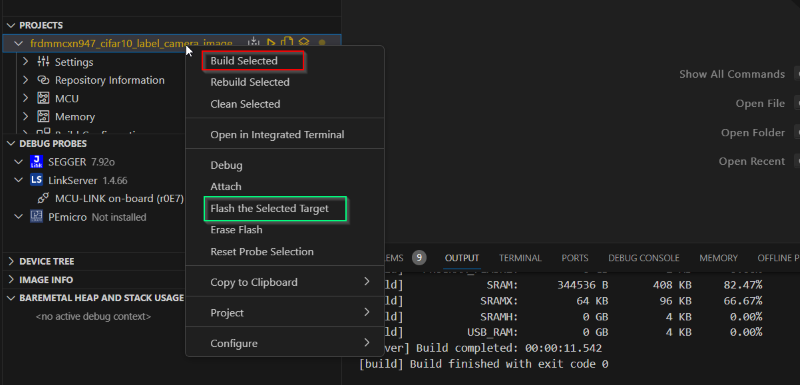 PROJECTS
frdmmcxn947_cifar10_label_camera_image
Settings
Repository Information
MCU
Memory
DEBUG PROBES
J
Link
SEGGER 7.92o
LS LinkServer 1.4.66
MCU-LINK on-board (r0E7)
PEmicro Not installed
DEVICE TREE
IMAGE INFO
BAREMETAL HEAP AND STACK USAGE
<no active debug context>
Build Selected
Rebuild Selected
Clean Selected
Open in Integrated Terminal
Debug
Attach
Flash the Selected Target
Erase Flash
Reset Probe Selection
Copy to Clipboard
Project
Configure
Show All Commands
Open File
Open Folder
Open Recent
EMS 9 OUTPUT TERMINAL PORTS DEBUG CONSOLE MEMORY OFFLINE P
ld] SRAM: 344536 B 408 KB 82.47%
ld] SRAMX: 64 KB 96 KB 66.67%
ld] SRAMH: 0 GB 4 KB 0.00%
ld] USB_RAM: 0 GB 4 KB 0.00%
ver] Build completed: 00:00:11.542
[build] Build finished with exit code 0